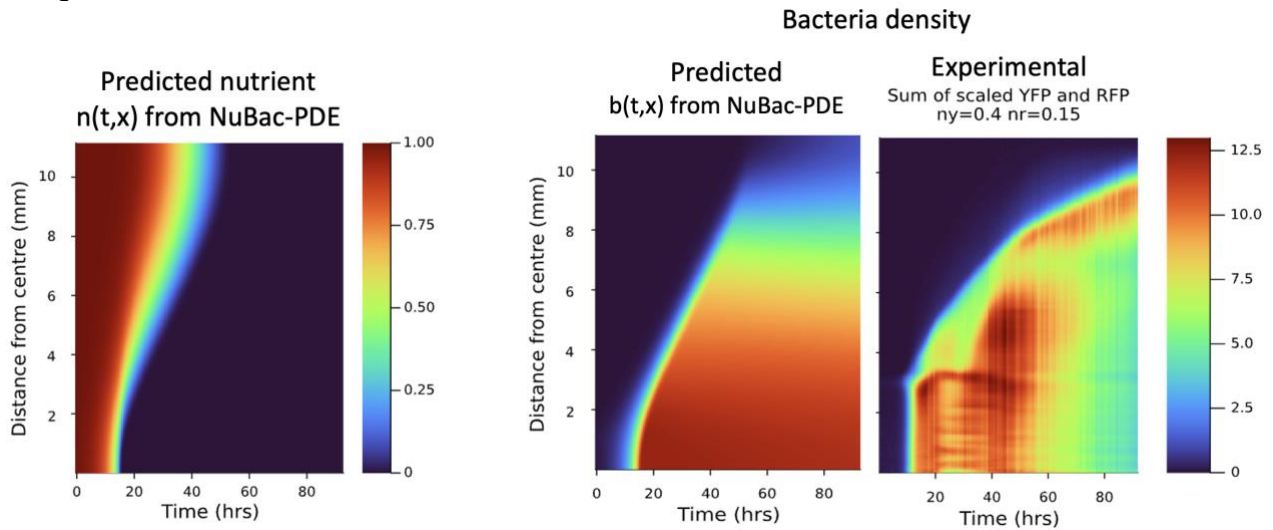 Bacteria density
Predicted nutrient
n(t,x) from NuBac-PDE
Predicted
b(t,x) from NuBac-PDE
Experimental
Sum of scaled YFP and RFP
ny=0.4 nr=0.15
Distance from centre (mm)
10
8
6
4
2
0
20
40
60
80
Time (hrs)
1.00
0.75
0.50
0.25
0
Distance from centre (mm)
10
8
6
4
2
0
20
40
60
80
Time (hrs)
20
40
60
80
Time (hrs)
12.5
10.0
7.5
5.0
2.5
0